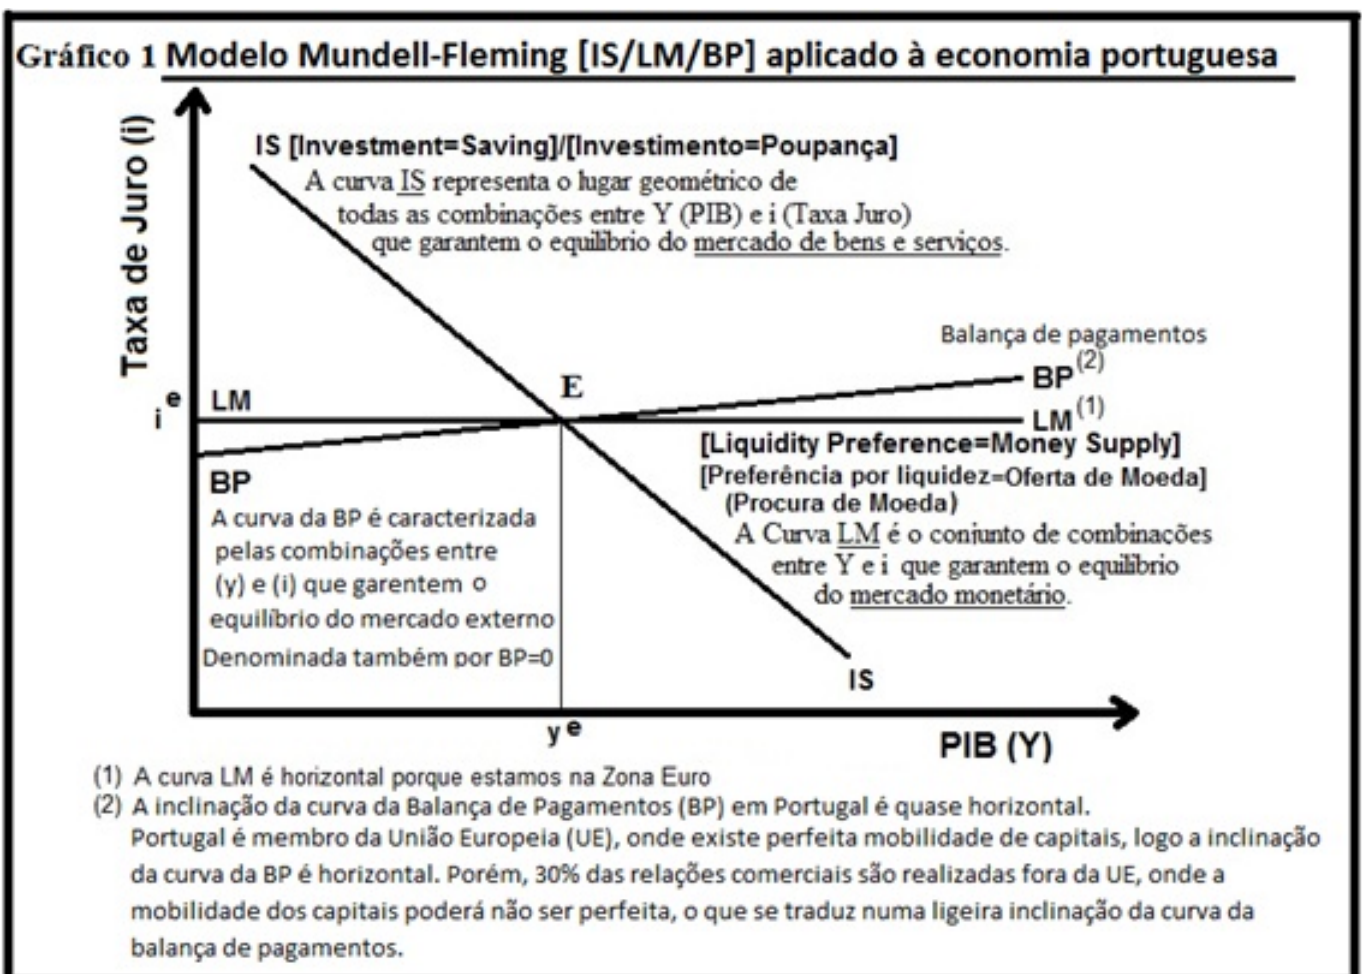 Gráfico 1 Modelo Mundell-Fleming [IS/LM/BP] aplicado à economia portuguesa
Taxa de Juro (i)
IS [Investment=Saving]/[Investimento=Poupança]
A curva IS representa o lugar geométrico de
todas as combinações entre Y (PIB) e i (Taxa Juro)
que garantem o equilíbrio do mercado de bens e serviços.
Balança de pagamentos
BP(2)
E
i e
LM
LM(1)
[Liquidity Preference=Money Supply]
[Preferência por liquidez=Oferta de Moeda]
(Procura de Moeda)
A Curva LM é o conjunto de combinações
entre Y e i que garantem o equilíbrio
do mercado monetário.
BP
A curva da BP é caracterizada
pelas combinações entre
(y) e (i) que garentem o
equilíbrio do mercado externo
Denominada também por BP=0
IS
y e
PIB (Y)
(1) A curva LM é horizontal porque estamos na Zona Euro
(2) A inclinação da curva da Balança de Pagamentos (BP) em Portugal é quase horizontal.
Portugal é membro da União Europeia (UE), onde existe perfeita mobilidade de capitais, logo a inclinação
da curva da BP é horizontal. Porém, 30% das relações comerciais são realizadas fora da UE, onde a
mobilidade dos capitais poderá não ser perfeita, o que se traduz numa ligeira inclinação da curva da
balança de pagamentos.